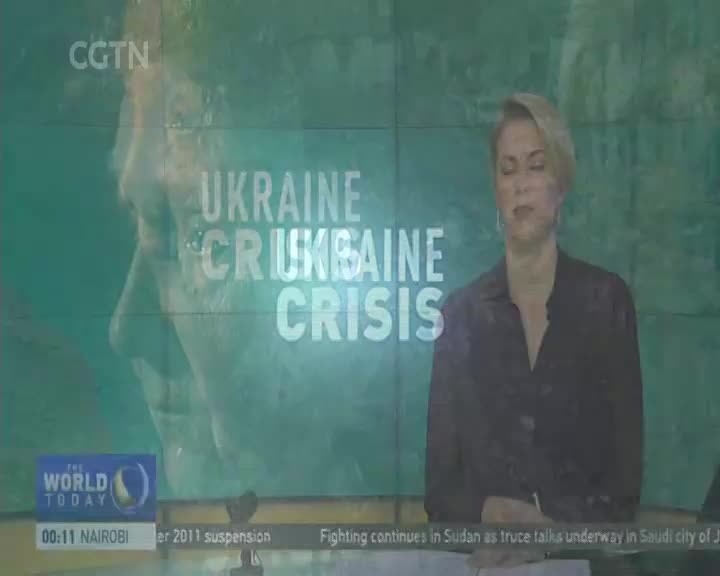 CGTN
UKRAINE
CRISIS
UKRAINE
CRISIS
THE
WORLD
TODAY
00:11 NAIROBI
er 2011 suspension Fighting continues in Sudan as truce talks underway in Saudi city of J